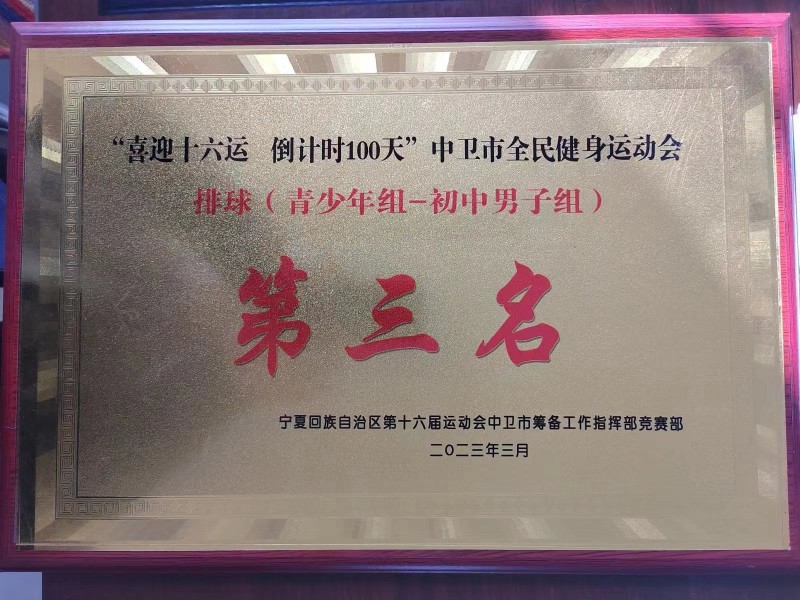 “喜迎十六运 倒计时100天”中卫市全民健身运动会
排球（青少年组-初中男子组）
第三名
宁夏回族自治区第十六届运动会中卫市筹备工作指挥部竞赛部
二〇二三年三月